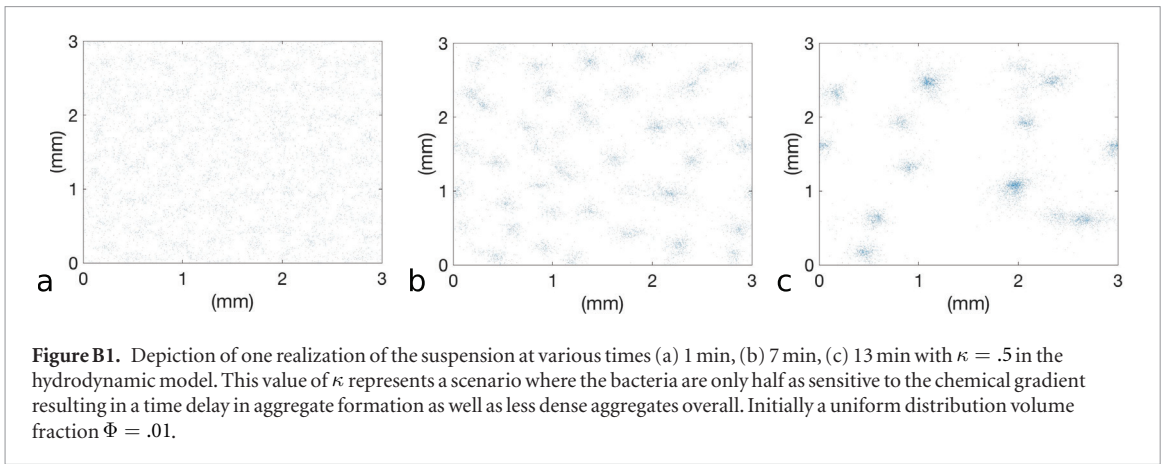 3
2
1
0
(mm)
0
1
2
3
(mm)
a
3
2
1
0
(mm)
0
1
2
3
(mm)
b
3
2
1
0
(mm)
0
1
2
3
(mm)
c
Figure B1. Depiction of one realization of the suspension at various times (a) 1 min, (b) 7 min, (c) 13 min with κ = .5 in the
hydrodynamic model. This value of κ represents a scenario where the bacteria are only half as sensitive to the chemical gradient
resulting in a time delay in aggregate formation as well as less dense aggregates overall. Initially a uniform distribution volume
fraction Φ = .01.